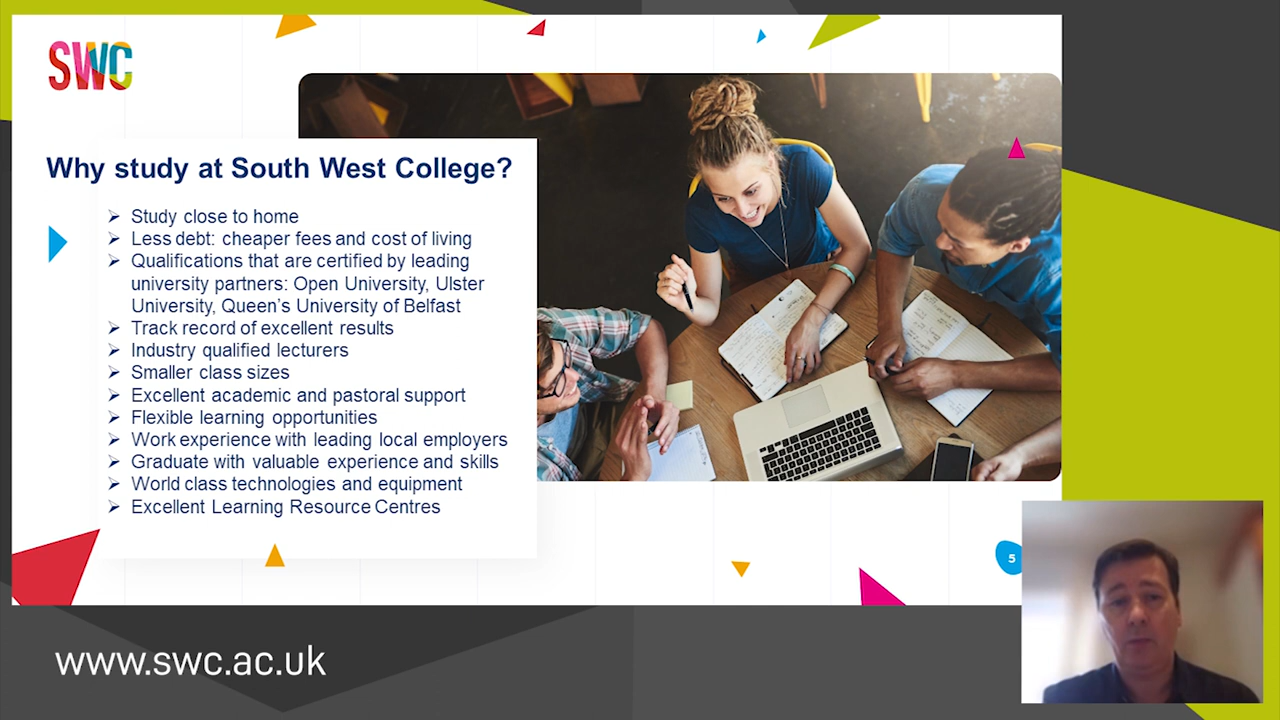 SWC
Why study at South West College?
➢ Study close to home
➢ Less debt: cheaper fees and cost of living
➢ Qualifications that are certified by leading
university partners: Open University, Ulster
University, Queen's University of Belfast
➢ Track record of excellent results
➢ Industry qualified lecturers
➢ Smaller class sizes
➢ Excellent academic and pastoral support
➢ Flexible learning opportunities
➢ Work experience with leading local employers
➢ Graduate with valuable experience and skills
➢ World class technologies and equipment
➢ Excellent Learning Resource Centres
5
www.swc.ac.uk